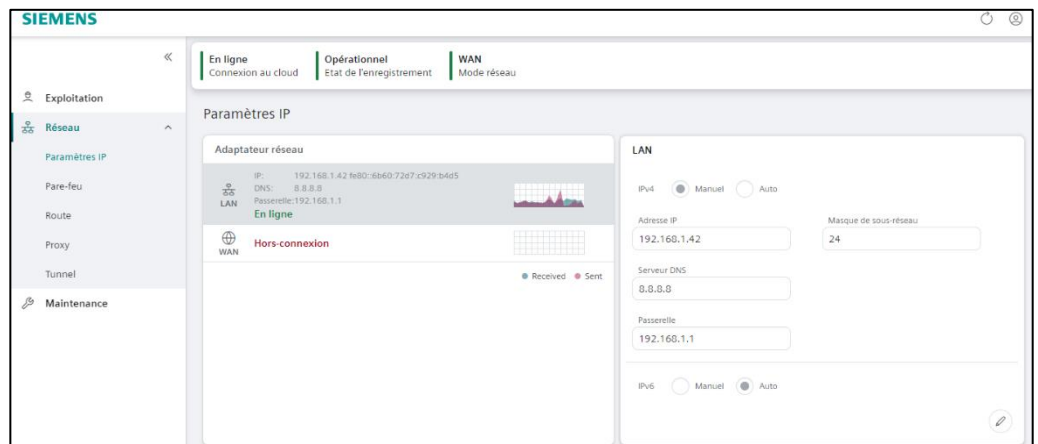 SIEMENS
En ligne
Connexion au cloud
Opérationnel
Etat de l'enregistrement
WAN
Mode réseau
Exploitation
Réseau
Paramètres IP
Pare-feu
Route
Proxy
Tunnel
Maintenance
Paramètres IP
Adaptateur réseau
LAN
IP: 192.168.1.42 fe80::6b60:72d7:c929:b4d5
DNS: 8.8.8.8
Passerelle:192.168.1.1
En ligne
WAN
Hors-connexion
Received Sent
LAN
IPv4 Manuel Auto
Adresse IP
192.168.1.42
Masque de sous-réseau
24
Serveur DNS
8.8.8.8
Passerelle
192.168.1.1
IPv6 Manuel Auto